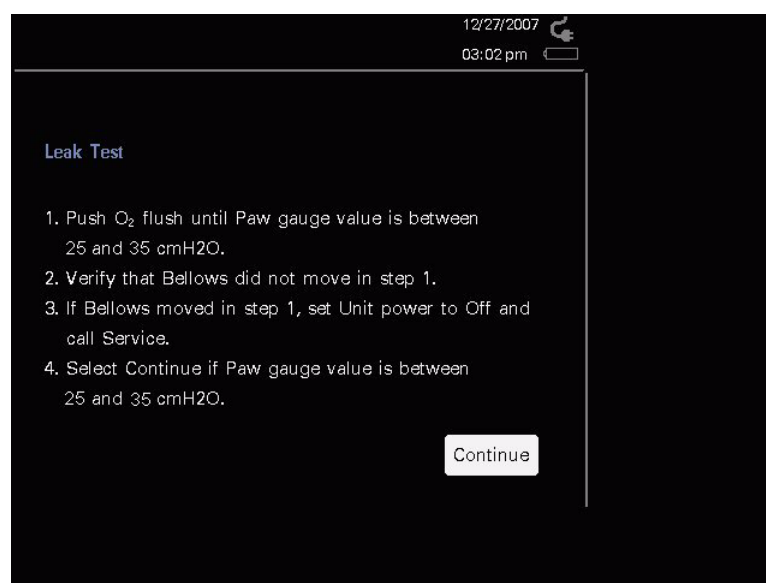 12/27/2007
03:02 pm
Leak Test
1. Push O₂ flush until Paw gauge value is between
25 and 35 cmH2O.
2. Verify that Bellows did not move in step 1.
3. If Bellows moved in step 1, set Unit power to Off and
call Service.
4. Select Continue if Paw gauge value is between
25 and 35 cmH2O.
Continue